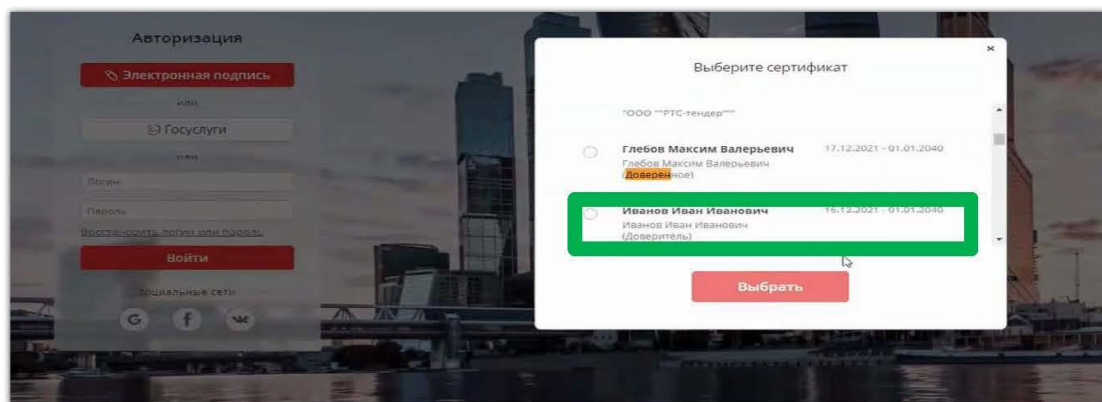 Авторизация
Электронная подпись
или
Госуслуги
или
Логин
Пароль
Восстановить логин или пароль
Войти
социальные сети
G f
Выберите сертификат
×
"ООО ""РТС-тендер"""
Глебов Максим Валерьевич 17.12.2021 - 01.01.2040
Глебов Максим Валерьевич
(Доверенное)
Иванов Иван Иванович 16.12.2021 - 01.01.2040
Иванов Иван Иванович
(Доверитель)
Выбрать